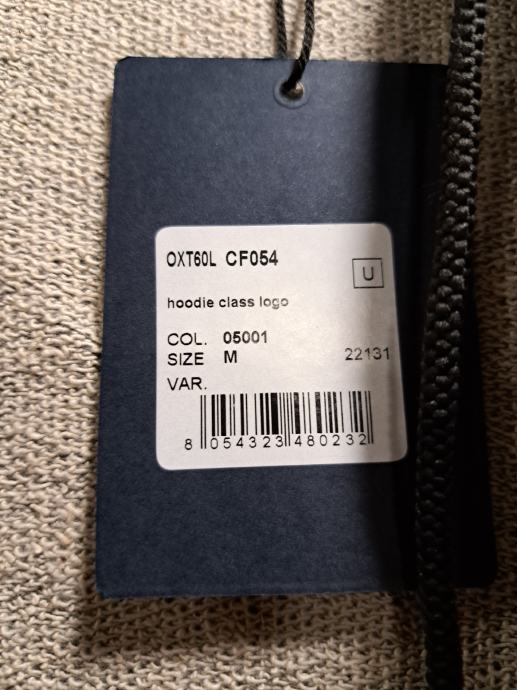 OXT60L CF054
U
hoodie class logo
COL. 05001
SIZE M 22131
VAR.
8 054323 480232